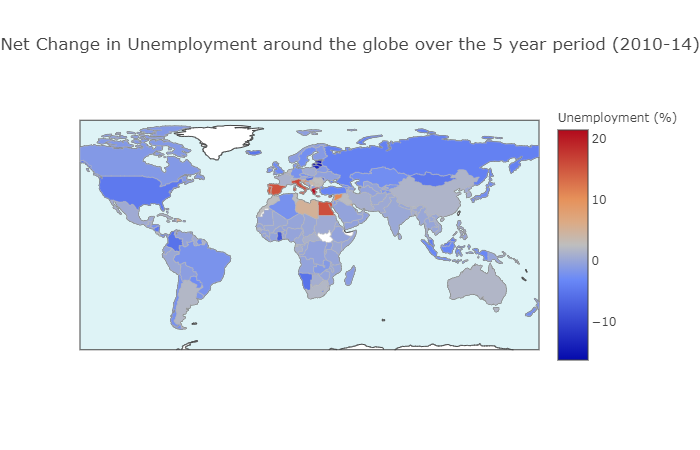 Net Change in Unemployment around the globe over the 5 year period (2010-14)
Unemployment (%)
20
10
0
−10